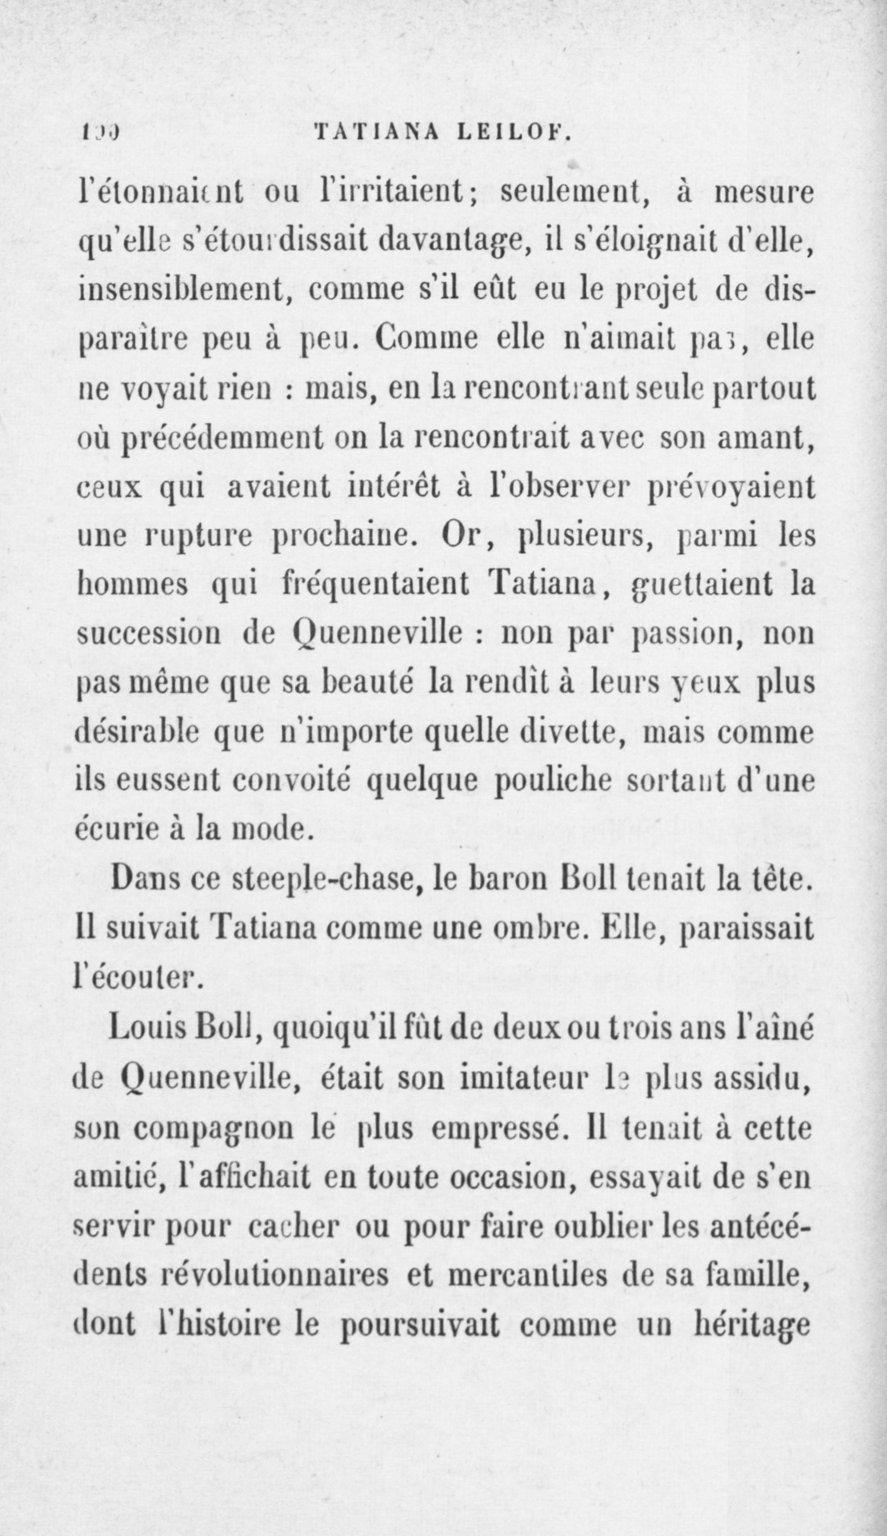 TATIANA LEILOF.
l'étonnaient ou l'irritaient; seulement, à mesure
qu'elle s'étourdissait davantage, il s'éloignait d'elle,
insensiblement, comme s'il eût eu le projet de dis-
paraître peu à peu. Comme elle n'aimait pas, elle
ne voyait rien : mais, en la rencontrant seule partout
où précédemment on la rencontrait avec son amant,
ceux qui avaient intérêt à l'observer prévoyaient
une rupture prochaine. Or, plusieurs, parmi les
hommes qui fréquentaient Tatiana, guettaient la
succession de Quenneville : non par passion, non
pas même que sa beauté la rendît à leurs yeux plus
désirable que n'importe quelle divette, mais comme
ils eussent convoité quelque pouliche sortant d'une
écurie à la mode.
Dans ce steeple-chase, le baron Boll tenait la tête.
Il suivait Tatiana comme une ombre. Elle, paraissait
l'écouter.
Louis Boll, quoiqu'il fût de deux ou trois ans l'aîné
de Quenneville, était son imitateur le plus assidu,
son compagnon le plus empressé. Il tenait à cette
amitié, l'affichait en toute occasion, essayait de s'en
servir pour cacher ou pour faire oublier les antécé-
dents révolutionnaires et mercantiles de sa famille,
dont l'histoire le poursuivait comme un héritage